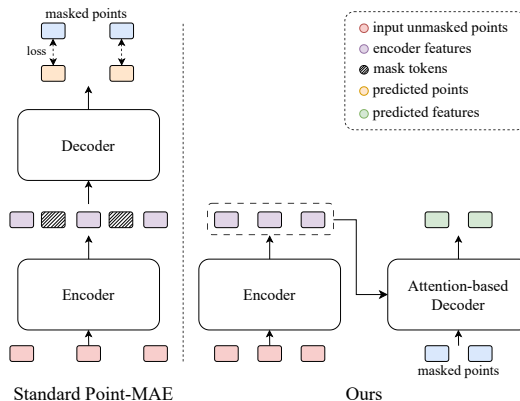 masked points
loss
Decoder
Encoder
Standard Point-MAE
input unmasked points
encoder features
mask tokens
predicted points
predicted features
Encoder
Attention-based
Decoder
masked points
Ours